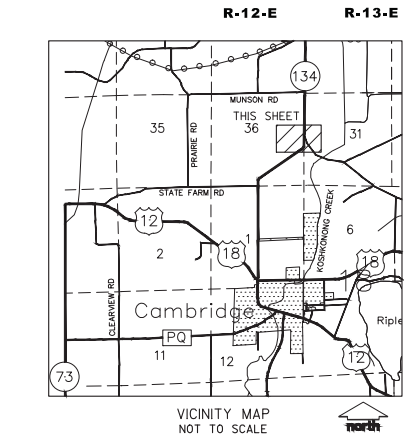 R-12-E R-13-E
134
MUNSON RD
THIS SHEET
35 36 31
PRAIRIE RD
STATE FARM RD
KOSHKONONG CREEK
12
1 6
18 18
2
CLEARVIEW RD
Cambridge
Ripl
PQ
11 12 12
73
VICINITY MAP
NOT TO SCALE
north